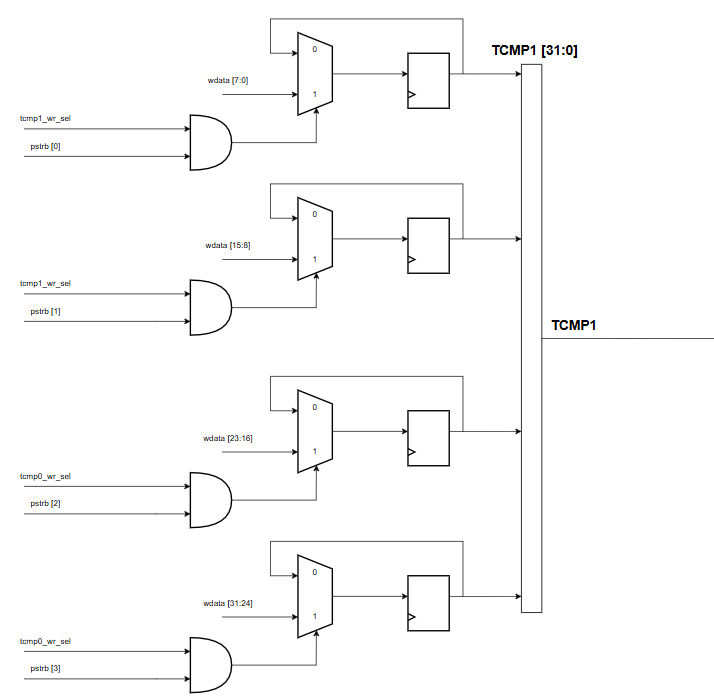 TCMP1 [31:0]
0
wdata [7:0]
1
tcmp1_wr_sel
pstrb [0]
0
wdata [15:8]
1
tcmp1_wr_sel
pstrb [1]
TCMP1
0
wdata [23:16]
1
tcmp0_wr_sel
pstrb [2]
0
wdata [31:24]
1
tcmp0_wr_sel
pstrb [3]